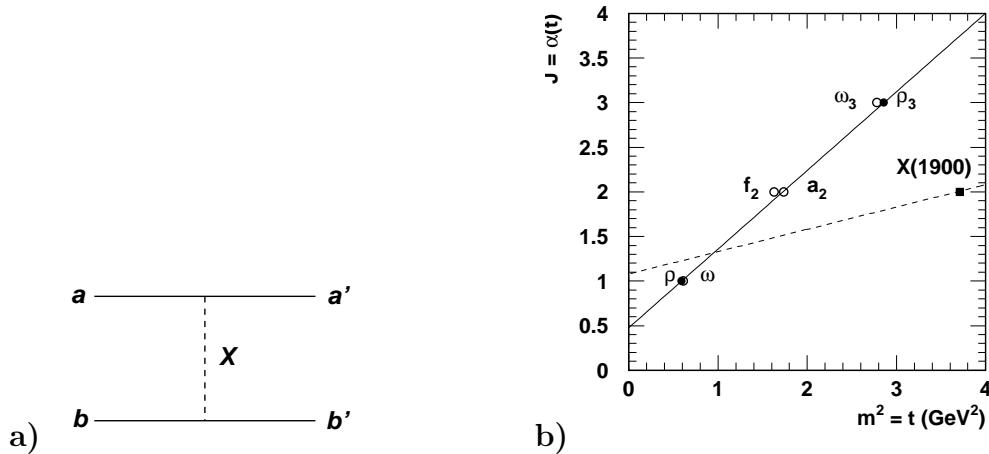 a
a'
X
b
b'
a)
J = α(t)
4
3.5
3
2.5
2
1.5
1
0.5
0
ω₃
ρ₃
X(1900)
f₂
a₂
ρ
ω
0 1 2 3 4
m² = t (GeV²)
b)